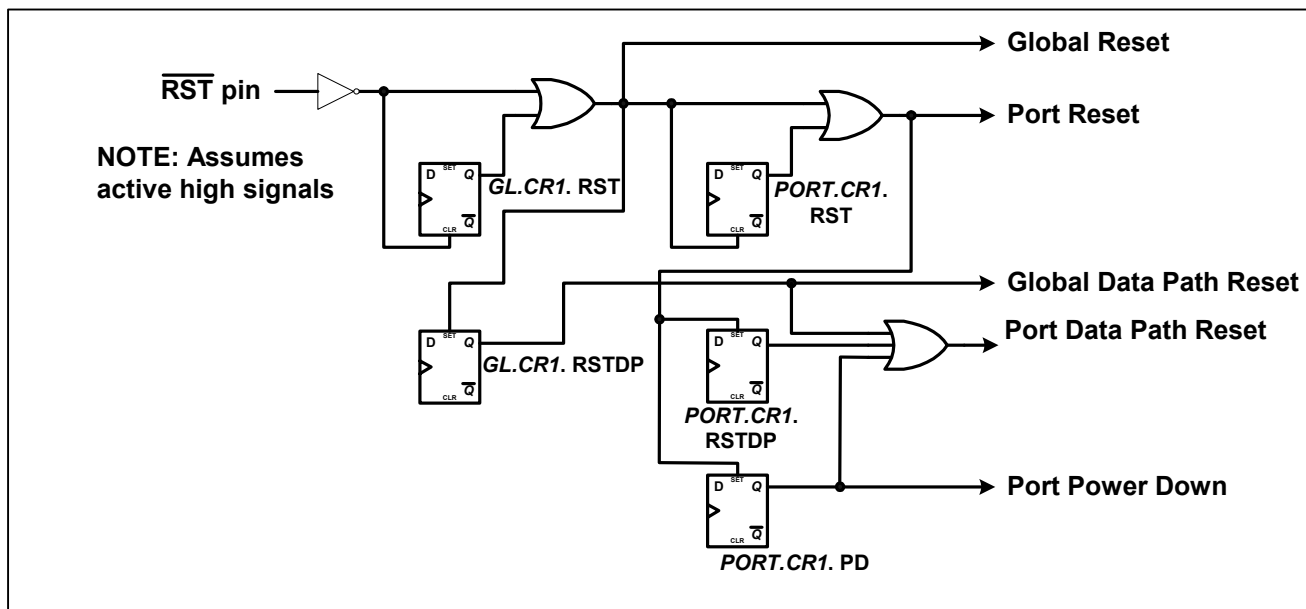 Global Reset
R̅S̅T̅ pin
Port Reset
NOTE: Assumes
active high signals
D SET Q
CLR Q̅
GL.CR1. RST
D SET Q
CLR Q̅
PORT.CR1.
RST
Global Data Path Reset
Port Data Path Reset
D SET Q
CLR Q̅
GL.CR1. RSTDP
D SET Q
CLR Q̅
PORT.CR1.
RSTDP
D SET Q
CLR Q̅
Port Power Down
PORT.CR1. PD